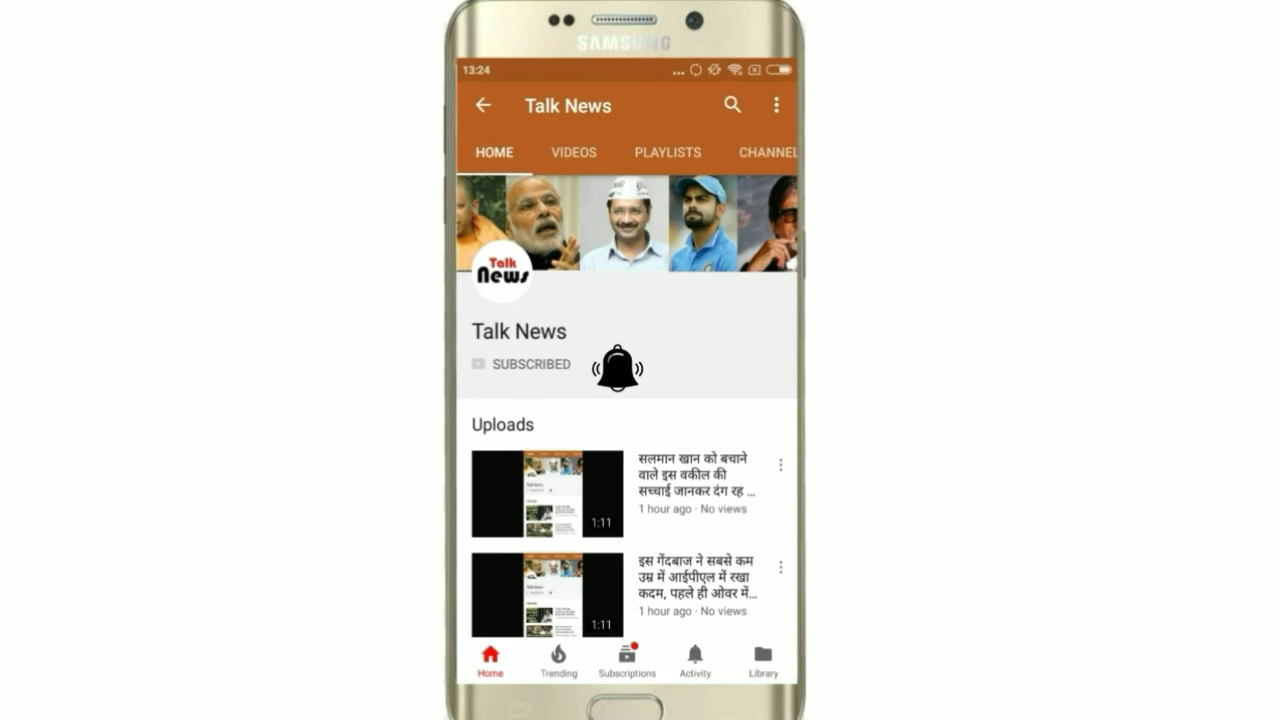 SAMSUNG
13:24
Talk News
HOME VIDEOS PLAYLISTS CHANNEL
Talk
News
Talk News
SUBSCRIBED
Uploads
सलमान खान को बचाने
वाले इस वकील की
सच्चाई जानकर दंग रह ...
1 hour ago · No views
1:11
इस गेंदबाज ने सबसे कम
उम्र में आईपीएल में रखा
कदम, पहले ही ओवर में...
1 hour ago · No views
1:11
Home Trending Subscriptions Activity Library